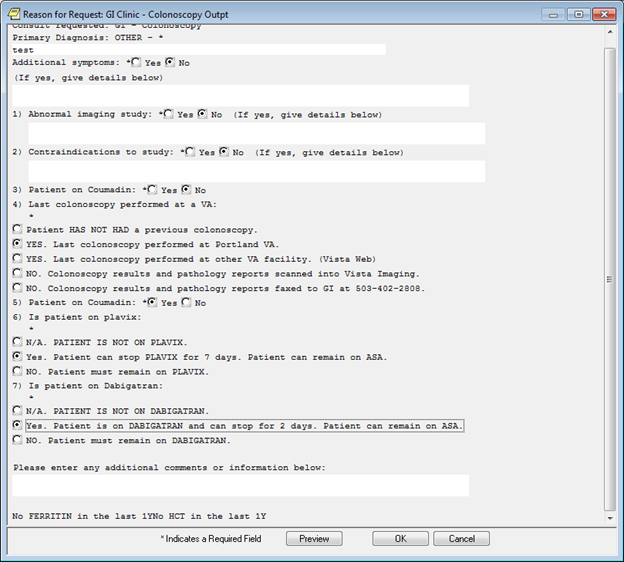 Reason for Request: GI Clinic - Colonoscopy Outpt
Consult requested: GI - Colonoscopy
Primary Diagnosis: OTHER - *
test
Additional symptoms: * Yes No
(If yes, give details below)
1) Abnormal imaging study: * Yes No (If yes, give details below)
2) Contraindications to study: * Yes No (If yes, give details below)
3) Patient on Coumadin: * Yes No
4) Last colonoscopy performed at a VA:
*
Patient HAS NOT HAD a previous colonoscopy.
YES. Last colonoscopy performed at Portland VA.
YES. Last colonoscopy performed at other VA facility. (Vista Web)
NO. Colonoscopy results and pathology reports scanned into Vista Imaging.
NO. Colonoscopy results and pathology reports faxed to GI at 503-402-2808.
5) Patient on Coumadin: * Yes No
6) Is patient on plavix:
*
N/A. PATIENT IS NOT ON PLAVIX.
Yes. Patient can stop PLAVIX for 7 days. Patient can remain on ASA.
NO. Patient must remain on PLAVIX.
7) Is patient on Dabigatran:
*
N/A. PATIENT IS NOT ON DABIGATRAN.
Yes. Patient is on DABIGATRAN and can stop for 2 days. Patient can remain on ASA.
NO. Patient must remain on DABIGATRAN.
Please enter any additional comments or information below:
No FERRITIN in the last 1YNo HCT in the last 1Y
* Indicates a Required Field Preview OK Cancel